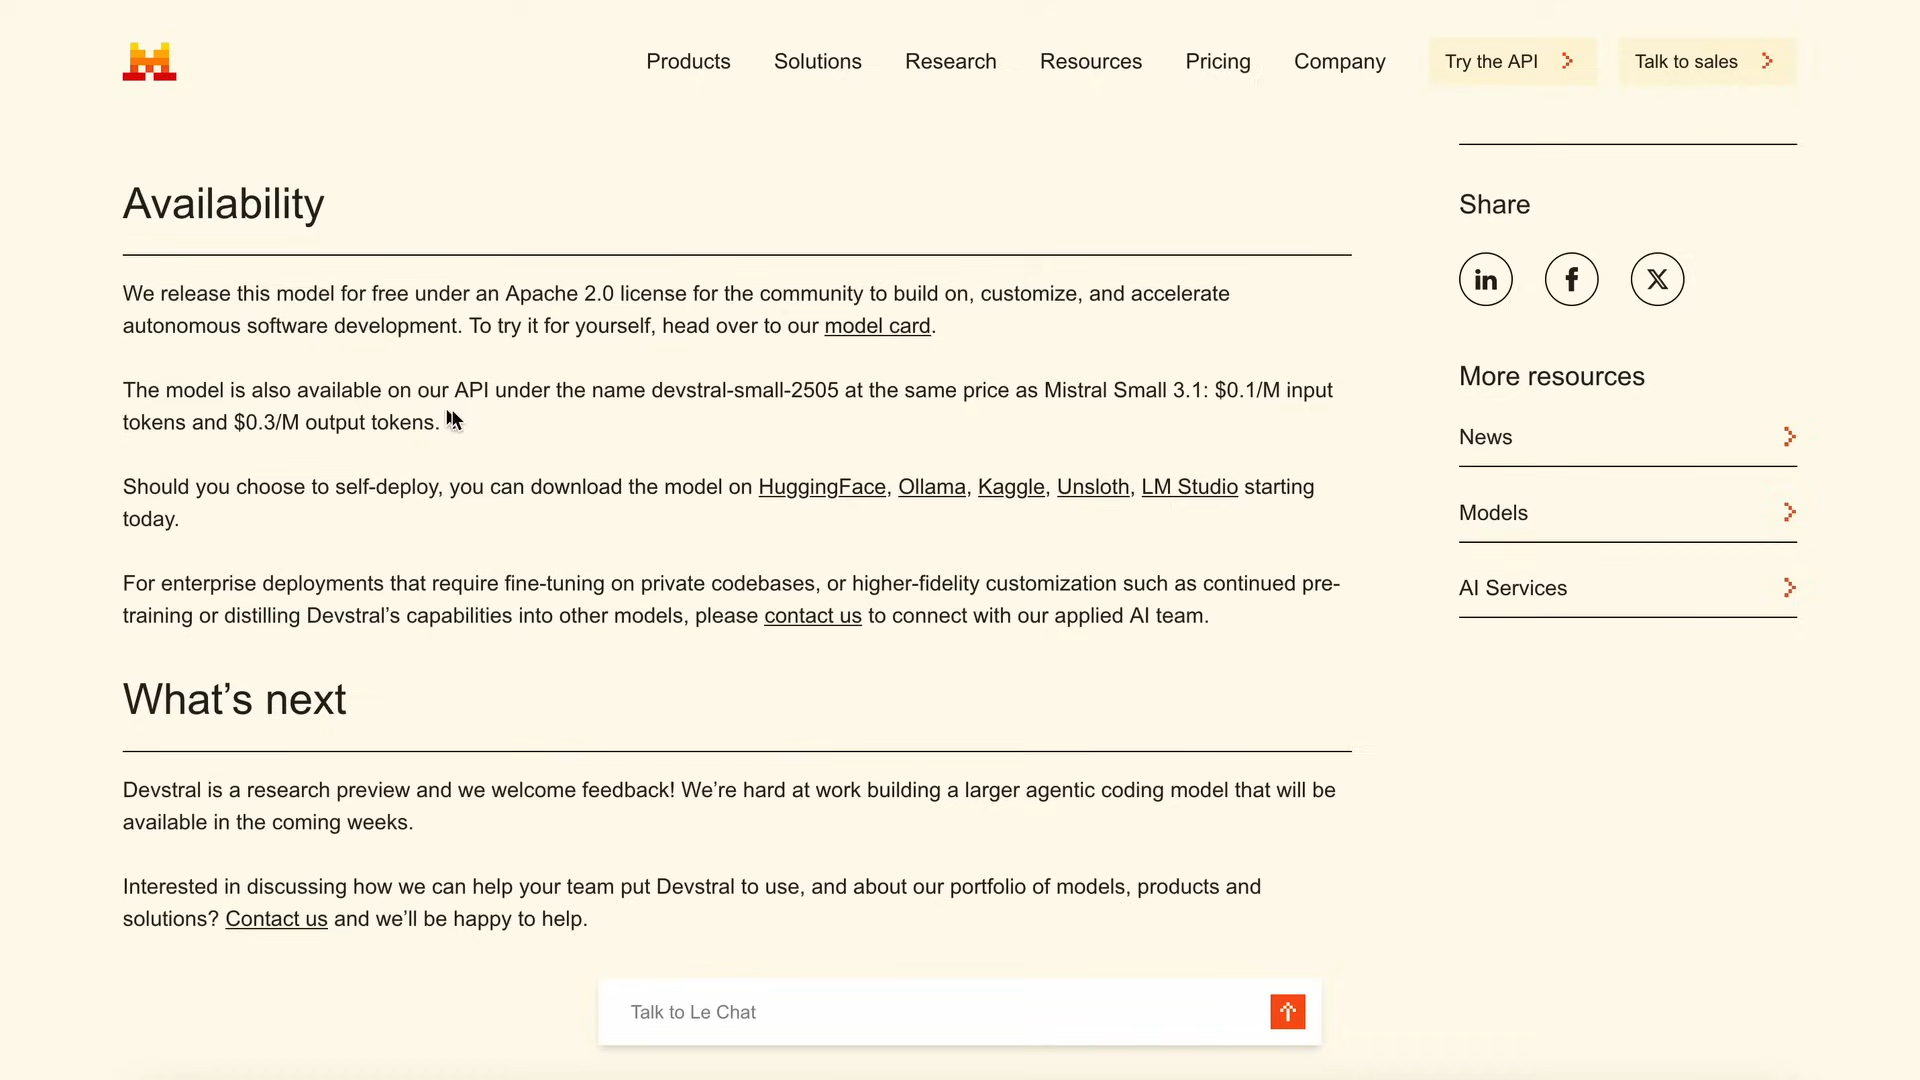 Products Solutions Research Resources Pricing Company Try the API Talk to sales
Availability
We release this model for free under an Apache 2.0 license for the community to build on, customize, and accelerate
autonomous software development. To try it for yourself, head over to our model card.
The model is also available on our API under the name devstral-small-2505 at the same price as Mistral Small 3.1: $0.1/M input
tokens and $0.3/M output tokens.
Should you choose to self-deploy, you can download the model on HuggingFace, Ollama, Kaggle, Unsloth, LM Studio starting
today.
For enterprise deployments that require fine-tuning on private codebases, or higher-fidelity customization such as continued pre-
training or distilling Devstral’s capabilities into other models, please contact us to connect with our applied AI team.
What’s next
Devstral is a research preview and we welcome feedback! We’re hard at work building a larger agentic coding model that will be
available in the coming weeks.
Interested in discussing how we can help your team put Devstral to use, and about our portfolio of models, products and
solutions? Contact us and we’ll be happy to help.
Share
in f X
More resources
News
Models
AI Services
Talk to Le Chat